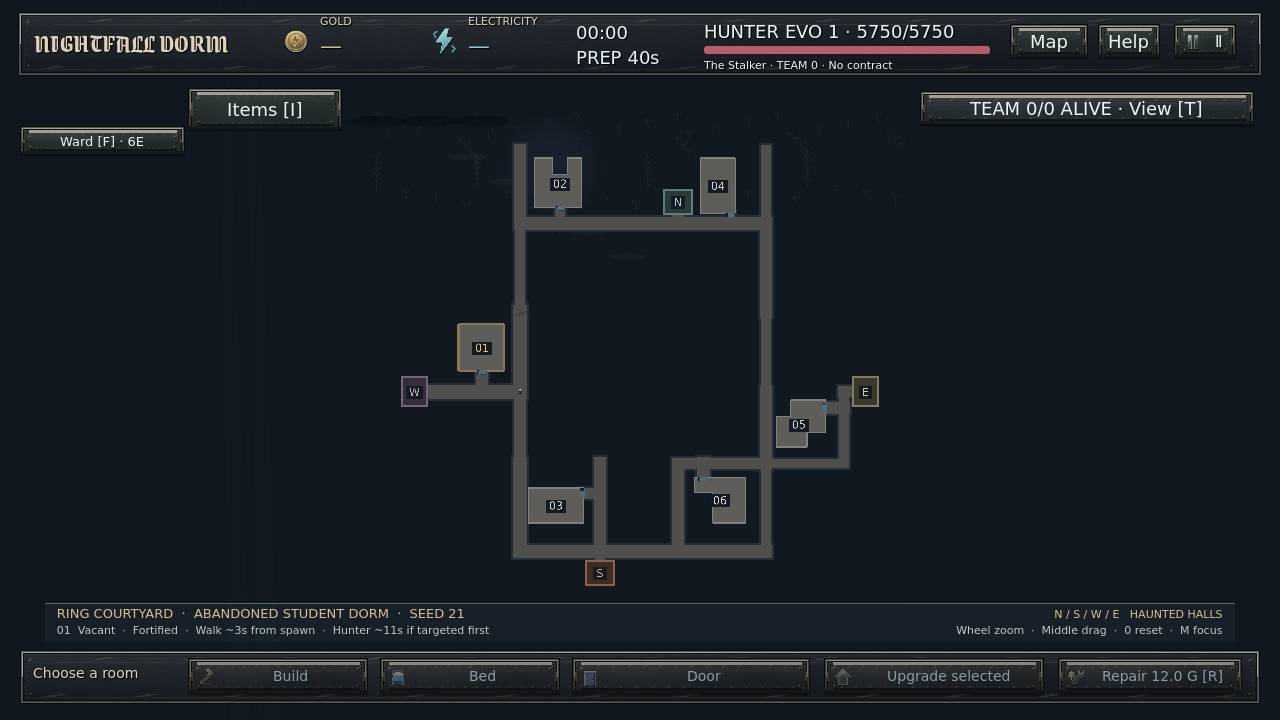 NIGHTFALL DORM
GOLD
—
ELECTRICITY
—
00:00
PREP 40s
HUNTER EVO 1 · 5750/5750
The Stalker · TEAM 0 · No contract
Map
Help
II
Items [I]
TEAM 0/0 ALIVE · View [T]
Ward [F] · 6E
02
04
N
01
W
E
05
03
06
S
RING COURTYARD · ABANDONED STUDENT DORM · SEED 21
N / S / W / E HAUNTED HALLS
01 Vacant · Fortified · Walk ~3s from spawn · Hunter ~11s if targeted first
Wheel zoom · Middle drag · 0 reset · M focus
Choose a room
Build
Bed
Door
Upgrade selected
Repair 12.0 G [R]